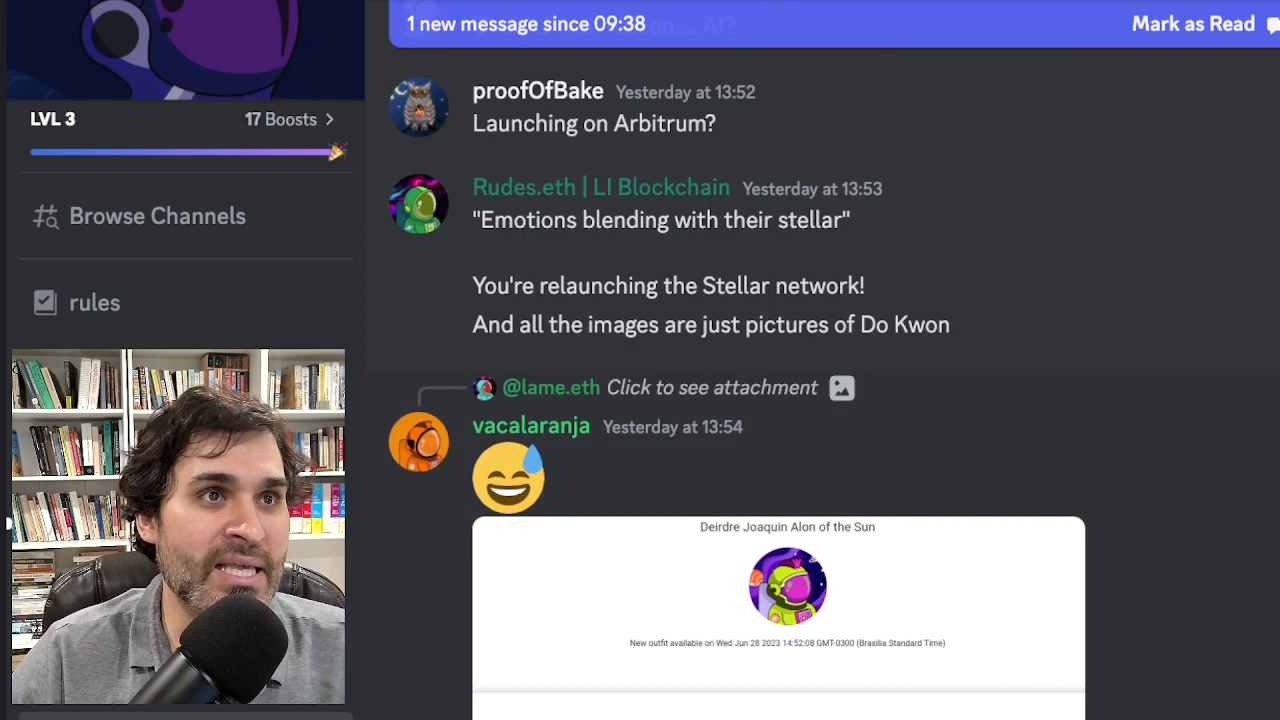 1 new message since 09:38
Mark as Read
LVL 3
17 Boosts
Browse Channels
rules
proofOfBake Yesterday at 13:52
Launching on Arbitrum?
Rudes.eth | LI Blockchain Yesterday at 13:53
"Emotions blending with their stellar"
You're relaunching the Stellar network!
And all the images are just pictures of Do Kwon
@lame.eth Click to see attachment
vacalaranja Yesterday at 13:54
Deirdre Joaquin Alon of the Sun
New outfit available on Wed Jun 28 2023 14:52:08 GMT-0300 (Brasilia Standard Time)